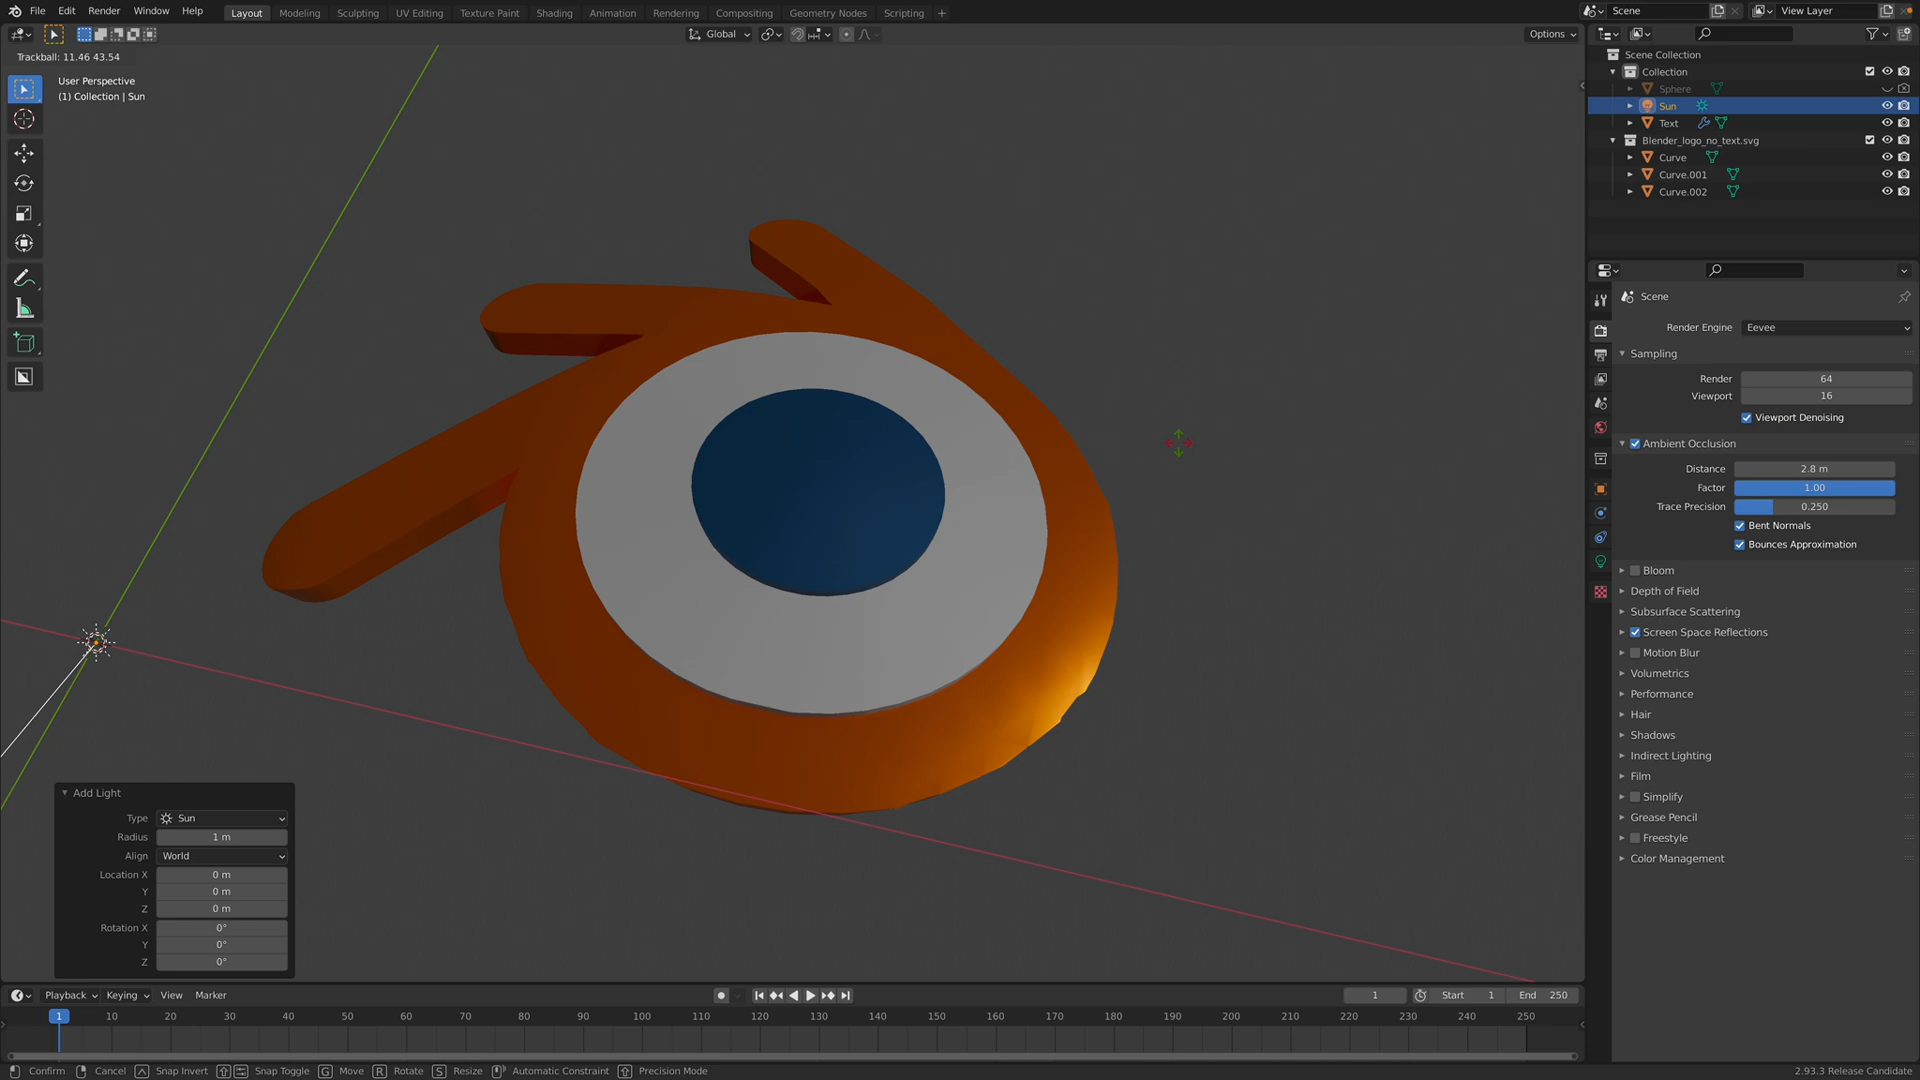 File Edit Render Window Help
Layout Modeling Sculpting UV Editing Texture Paint Shading Animation Rendering Compositing Geometry Nodes Scripting +
Scene View Layer
Global Options
Trackball: 11.46 43.54
User Perspective
(1) Collection | Sun
Scene Collection
Collection
Sphere
Sun
Text
Blender_logo_no_text.svg
Curve
Curve.001
Curve.002
Scene
Render Engine Eevee
Sampling
Render 64
Viewport 16
Viewport Denoising
Ambient Occlusion
Distance 2.8 m
Factor 1.00
Trace Precision 0.250
Bent Normals
Bounces Approximation
Bloom
Depth of Field
Subsurface Scattering
Screen Space Reflections
Motion Blur
Volumetrics
Performance
Hair
Shadows
Indirect Lighting
Film
Simplify
Grease Pencil
Freestyle
Color Management
Add Light
Type Sun
Radius 1 m
Align World
Location X 0 m
Y 0 m
Z 0 m
Rotation X 0°
Y 0°
Z 0°
Playback Keying View Marker 1 Start 1 End 250
1 10 20 30 40 50 60 70 80 90 100 110 120 130 140 150 160 170 180 190 200 210 220 230 240 250
Confirm Cancel Snap Invert Snap Toggle G Move R Rotate S Resize Automatic Constraint Precision Mode 2.93.3 Release Candidate